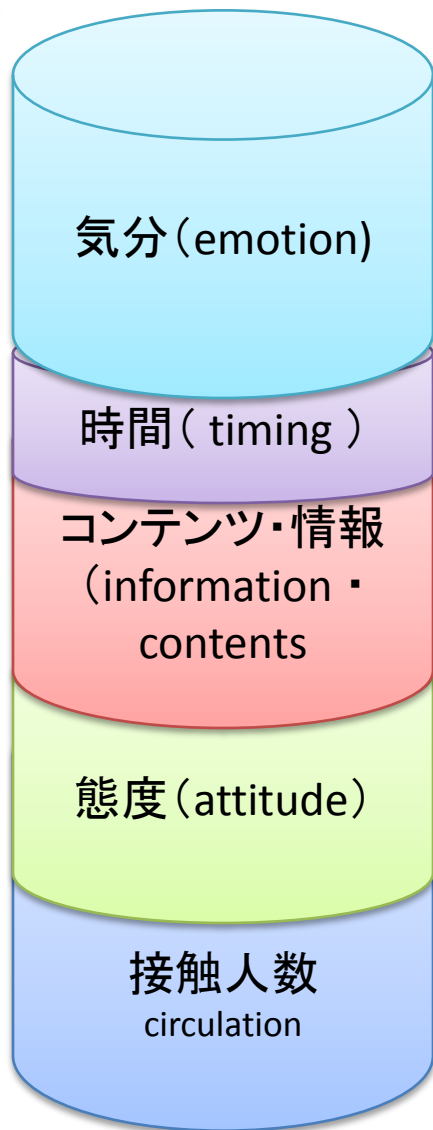 気分（emotion)
時間（ timing ）
コンテンツ・情報
（information ・
contents
態度（attitude）
接触人数
circulation